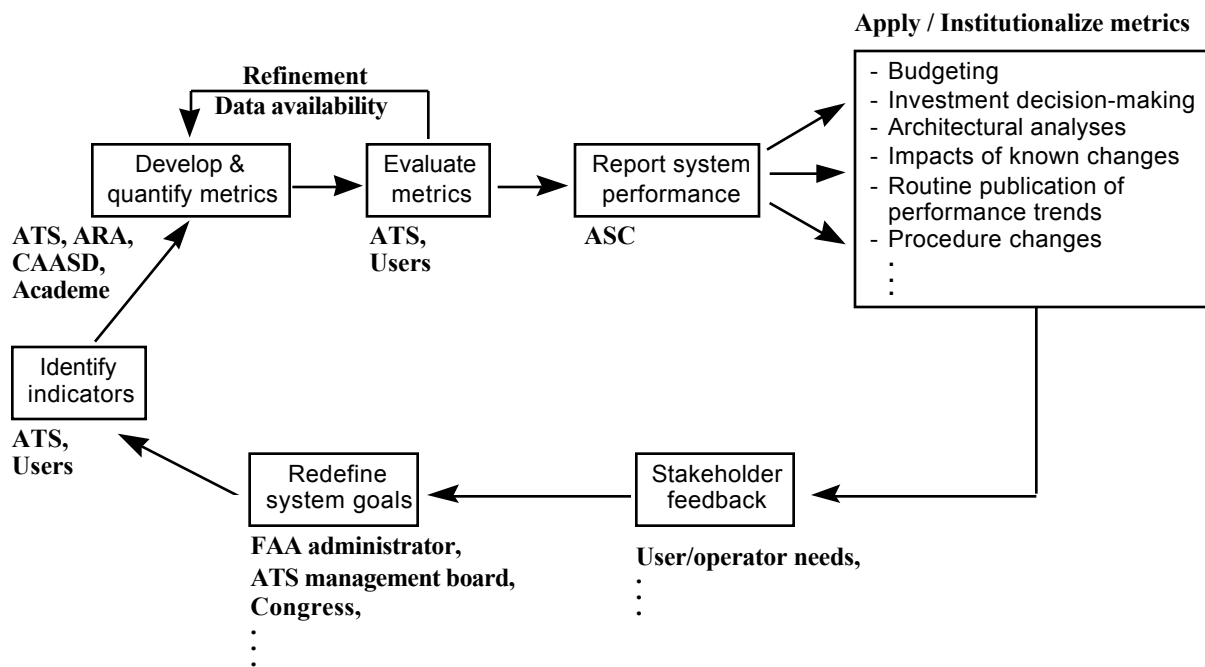 Apply / Institutionalize metrics
- Budgeting
- Investment decision-making
- Architectural analyses
- Impacts of known changes
- Routine publication of
performance trends
- Procedure changes
Refinement
Data availability
Develop &
quantify metrics
ATS, ARA,
CAASD,
Academe
Evaluate
metrics
ATS,
Users
Report system
performance
ASC
Identify
indicators
ATS,
Users
Redefine
system goals
FAA administrator,
ATS management board,
Congress,
Stakeholder
feedback
User/operator needs,